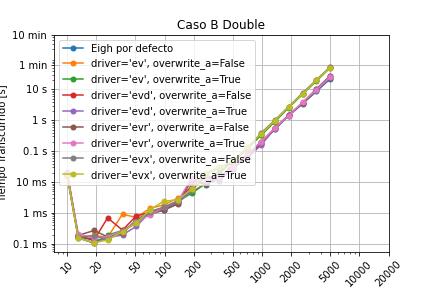 Caso B Double
10 min
1 min
10 s
1 s
0.1 s
10 ms
1 ms
0.1 ms
Transcurrido [s]
Eigh por defecto
driver='ev', overwrite_a=False
driver='ev', overwrite_a=True
driver='evd', overwrite_a=False
driver='evd', overwrite_a=True
driver='evr', overwrite_a=False
driver='evr', overwrite_a=True
driver='evx', overwrite_a=False
driver='evx', overwrite_a=True
10
20
50
100
200
500
1000
2000
5000
10000
20000